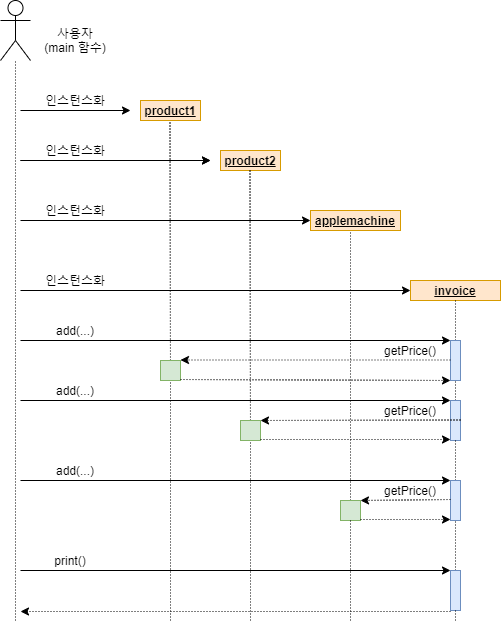 사용자
(main 함수)
인스턴스화
product1
인스턴스화
product2
인스턴스화
applemachine
인스턴스화
invoice
add(...)
getPrice()
add(...)
getPrice()
add(...)
getPrice()
print()